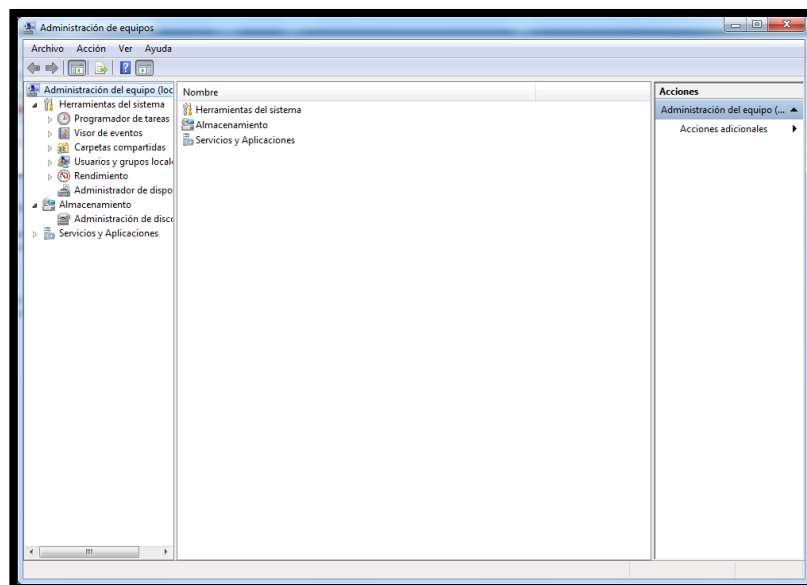 Administración de equipos
Archivo Acción Ver Ayuda
Administración del equipo (loc
Herramientas del sistema
Programador de tareas
Visor de eventos
Carpetas compartidas
Usuarios y grupos locale
Rendimiento
Administrador de dispo
Almacenamiento
Administración de disco
Servicios y Aplicaciones
Nombre
Herramientas del sistema
Almacenamiento
Servicios y Aplicaciones
Acciones
Administración del equipo (...
Acciones adicionales